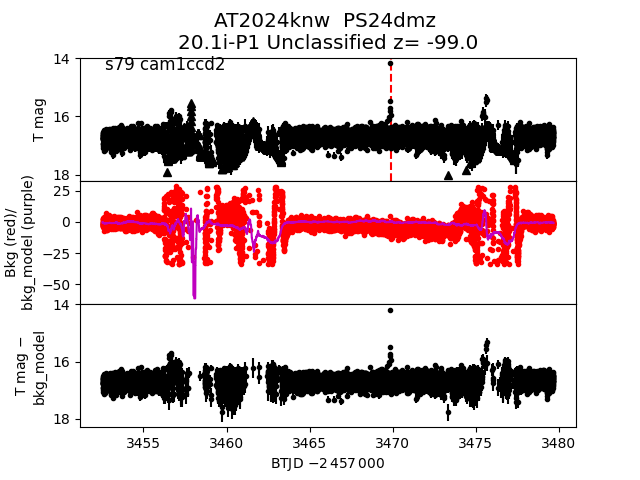 AT2024knw PS24dmz
20.1i-P1 Unclassified z= -99.0
s79 cam1ccd2
14
16
18
T mag
25
0
−25
−50
Bkg (red)/
bkg_model (purple)
14
16
18
T mag −
bkg_model
3455 3460 3465 3470 3475 3480
BTJD −2 457 000